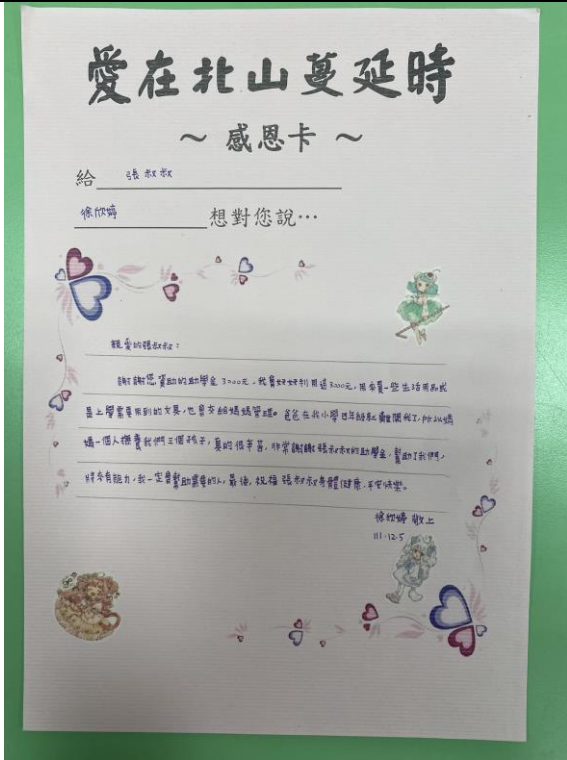 愛在北山蔓延時
～ 感恩卡 ～
給 張叔叔
徐欣婷 想對您說…
親愛的張叔叔：
謝謝您資助的助學金3000元，我會好好利用這3000元，用來買一些生活用品或
是上學需要用到的文具，也會交給媽媽管理。爸爸在我小學四年級就離開我了，所以媽
媽一個人撫養我們三個孩子，真的很辛苦。非常謝謝張叔叔的助學金，幫助了我們，
將來有能力，我一定會幫助需要的人，最後，祝福張叔叔身體健康，平安快樂。
徐欣婷 敬上
111.12.5